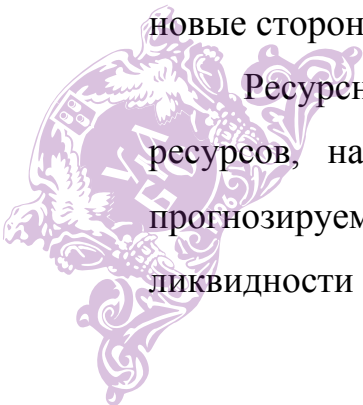 новые сторон
Ресурсн
ресурсов, на
прогнозируем
ликвидности